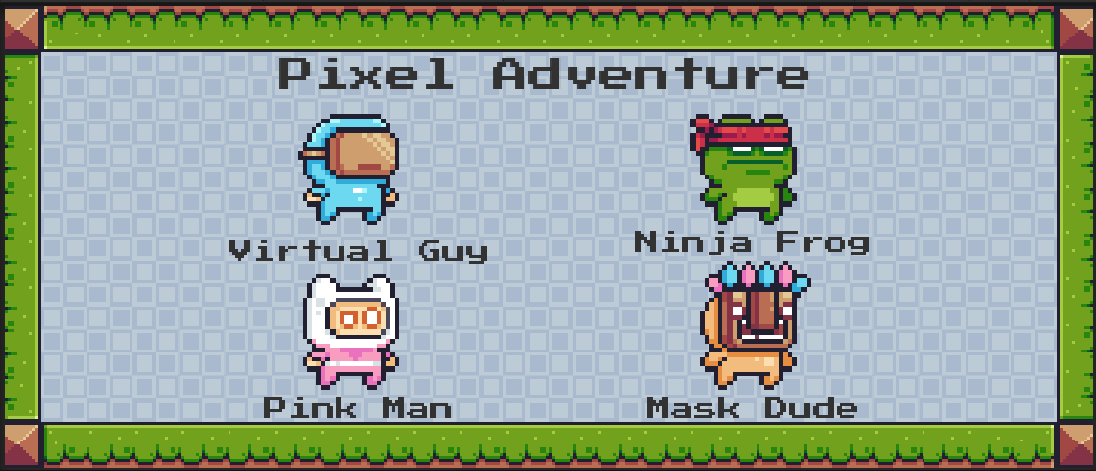 Pixel Adventure
Virtual Guy
Ninja Frog
Pink Man
Mask Dude